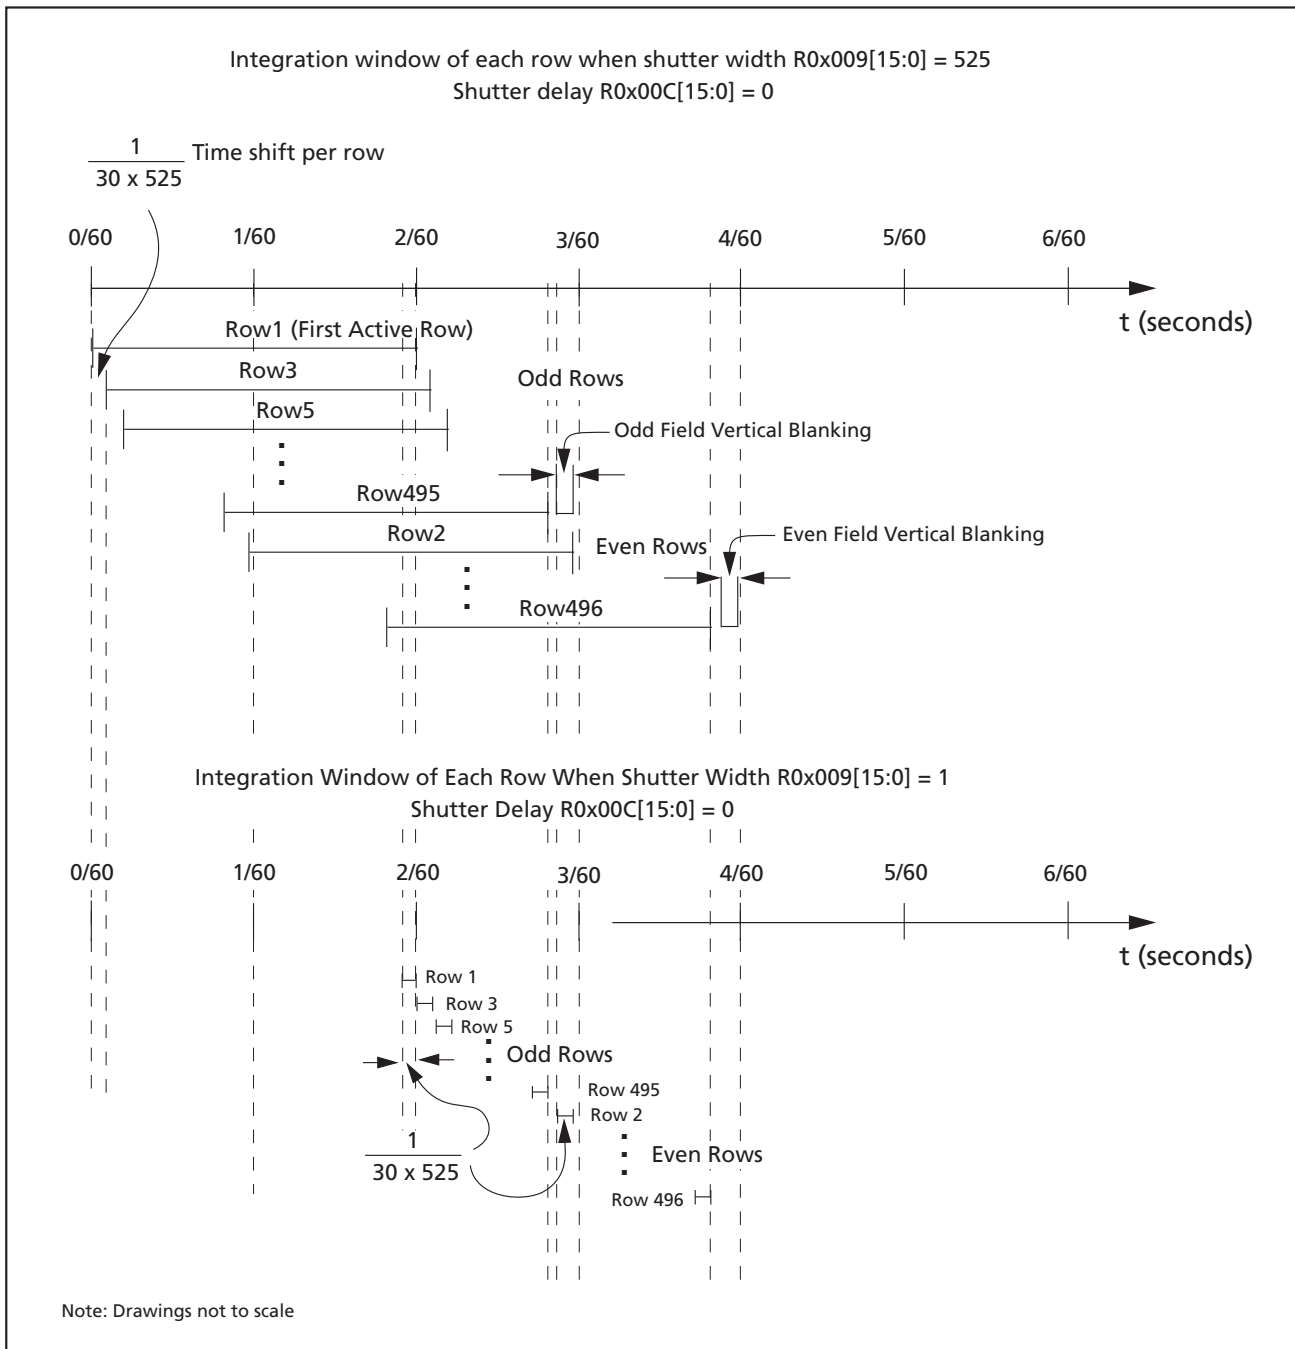 Integration window of each row when shutter width R0x009[15:0] = 525
Shutter delay R0x00C[15:0] = 0
1
30 x 525
Time shift per row
0/60 1/60 2/60 3/60 4/60 5/60 6/60
t (seconds)
Row1 (First Active Row)
Row3
Odd Rows
Row5
Odd Field Vertical Blanking
Row495
Row2
Even Rows
Even Field Vertical Blanking
Row496
Integration Window of Each Row When Shutter Width R0x009[15:0] = 1
Shutter Delay R0x00C[15:0] = 0
0/60 1/60 2/60 3/60 4/60 5/60 6/60
t (seconds)
Row 1
Row 3
Row 5
Odd Rows
Row 495
Row 2
1
30 x 525
Even Rows
Row 496
Note: Drawings not to scale